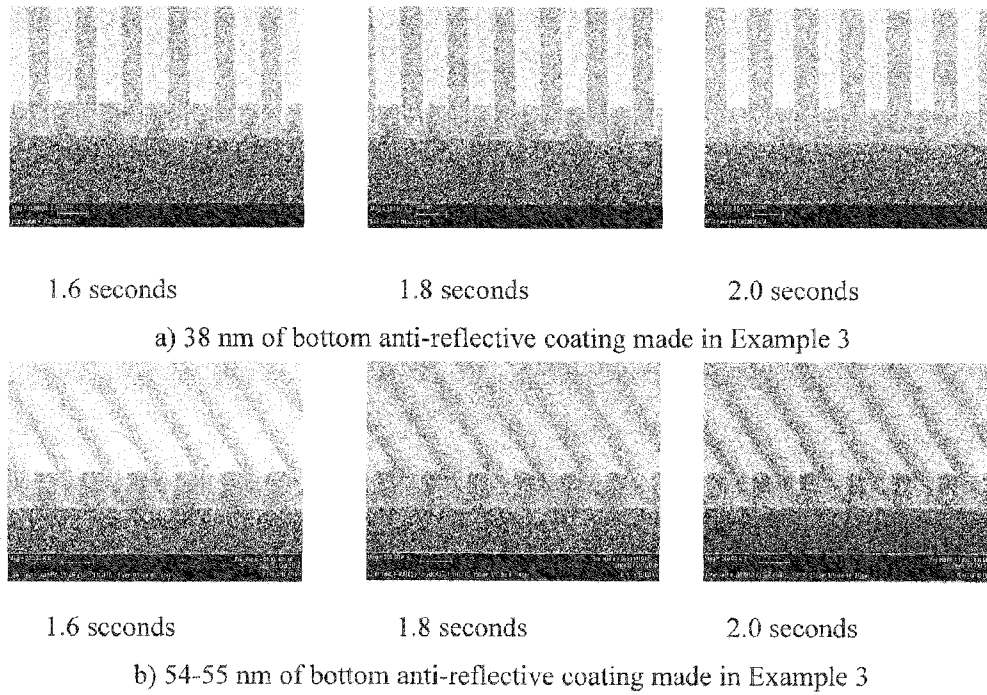 1.6 seconds 1.8 seconds 2.0 seconds
a) 38 nm of bottom anti-reflective coating made in Example 3
1.6 seconds 1.8 seconds 2.0 seconds
b) 54-55 nm of bottom anti-reflective coating made in Example 3